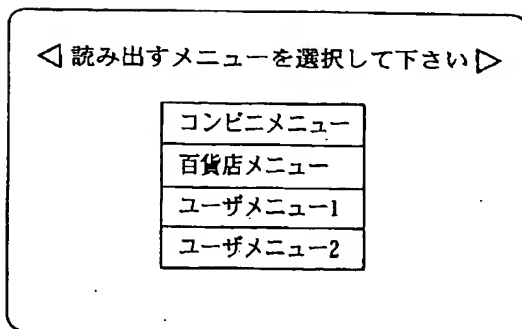 ◁読み出すメニューを選択して下さい▷
コンビニメニュー
百貨店メニュー
ユーザメニュー1
ユーザメニュー2